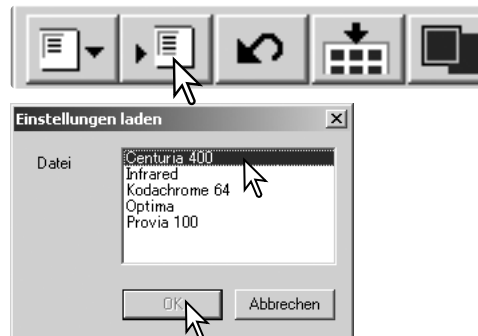 Einstellungen laden
Datei
Centuria 400
Infrared
Kodachrome 64
Optima
Provia 100
OK
Abbrechen